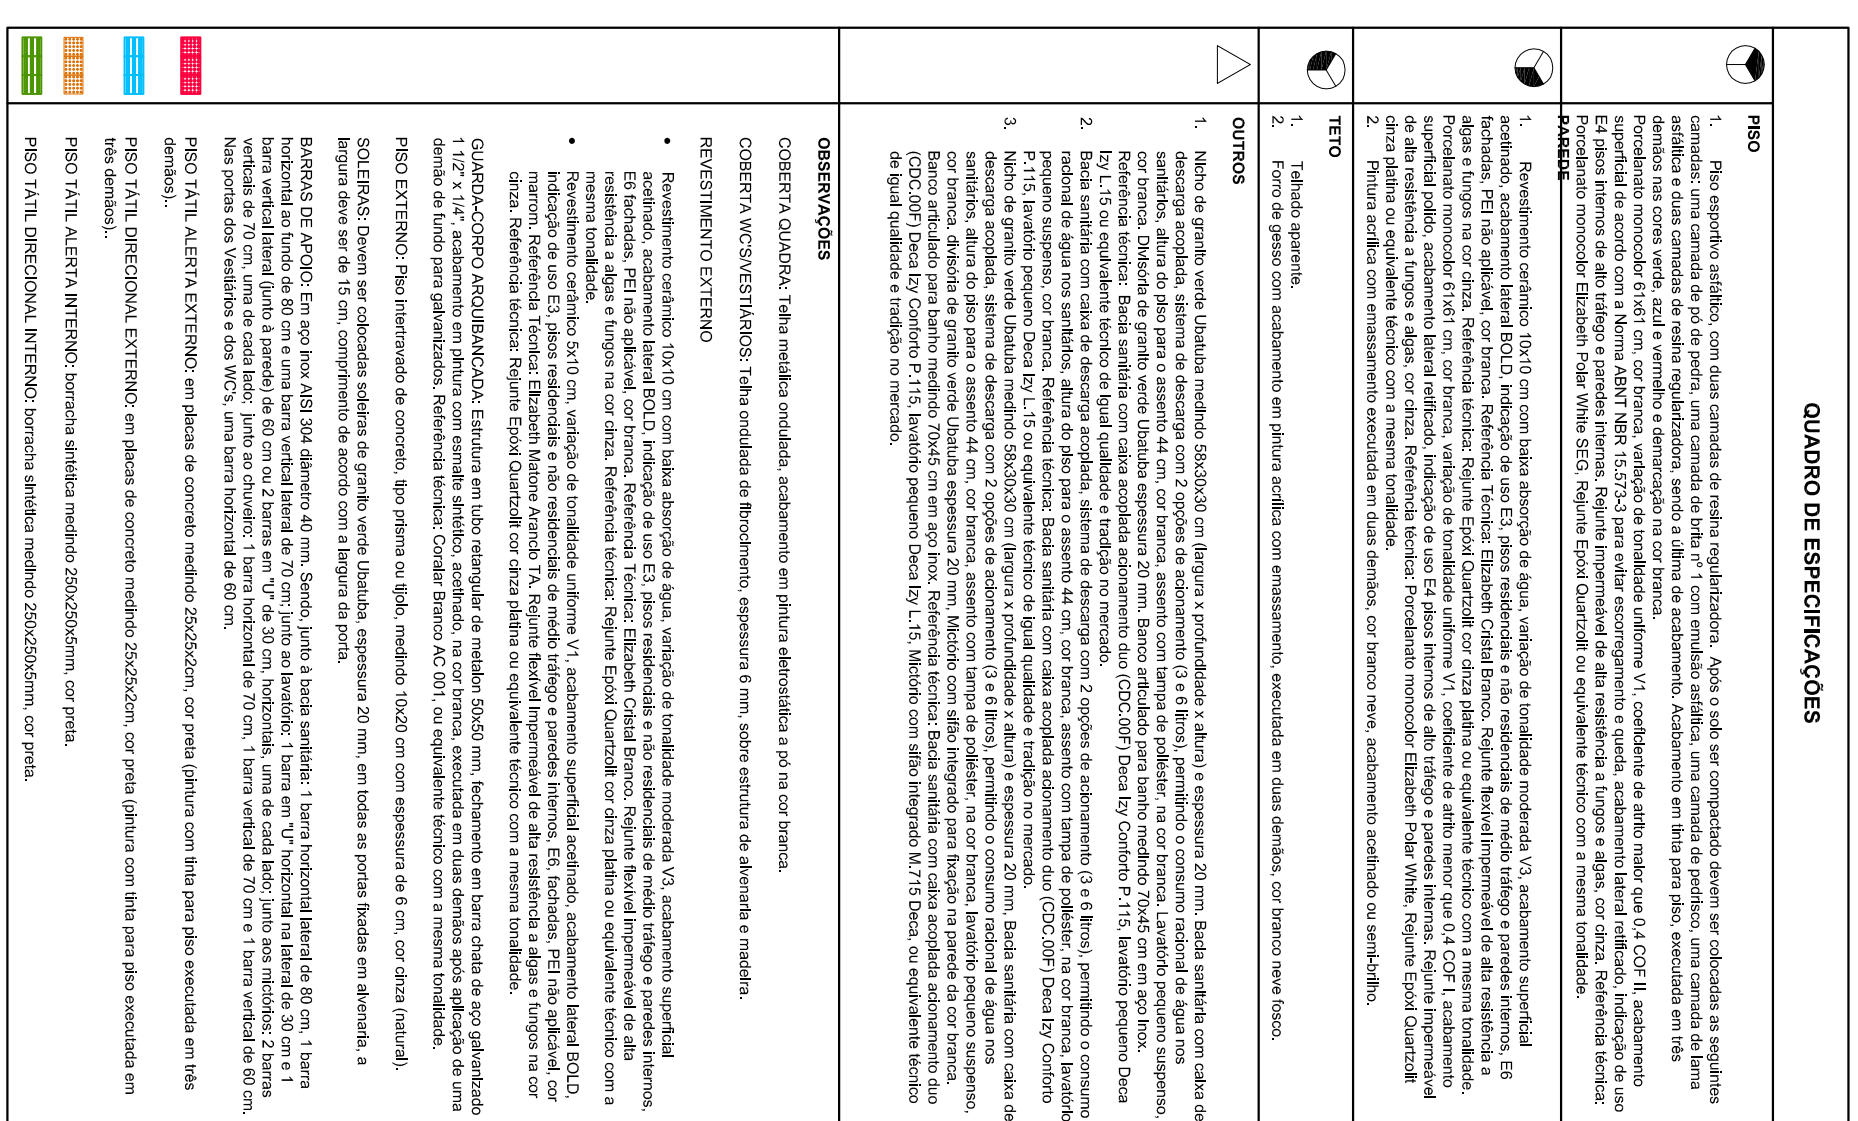 QUADRO DE ESPECIFICAÇÕES
PISO
1. Piso esportivo asfáltico, com duas camadas de resina regularizadora. Após o solo ser compactado devem ser colocadas as seguintes
camadas: uma camada de pó de pedra, uma camada de brita nº 1 com emulsão asfáltica, uma camada de pedrisco, uma camada de lama
asfáltica e duas camadas de resina regularizadora, sendo a última de acabamento. Acabamento em tinta para piso, executada em três
demãos nas cores verde, azul e vermelho e demarcação na cor branca.
Porcelanato monocolor 61x61 cm, cor branca, variação de tonalidade uniforme V1, coeficiente de atrito maior que 0,4 COF II, acabamento
superficial de acordo com a Norma ABNT NBR 15.573-3 para avitar escorregamento e queda, acabamento lateral retificado, indicação de uso
E4 pisos internos de alto tráfego e paredes internas. Rejunte impermeável de alta resistência a fungos e algas, cor cinza. Referência técnica:
Porcelanato monocolor Elizabeth Polar White SEG, Rejunte Epóxi Quartzolit ou equivalente técnico com a mesma tonalidade.
PAREDE
1. Revestimento cerâmico 10x10 cm com baixa absorção de água, variação de tonalidade moderada V3, acabamento superficial
acetinado, acabamento lateral BOLD, indicação de uso E3, pisos residenciais e não residenciais de médio tráfego e paredes internos, E6
fachadas, PEI não aplicável, cor branca. Referência Técnica: Elizabeth Cristal Branco. Rejunte flexível impermeável de alta resistência a
algas e fungos na cor cinza. Referência técnica: Rejunte Epóxi Quartzolit cor cinza platina ou equivalente técnico com a mesma tonalidade.
Porcelanato monocolor 61x61 cm, cor branca, variação de tonalidade uniforme V1, coeficiente de atrito menor que 0,4 COF I, acabamento
superficial polido, acabamento lateral retificado, indicação de uso E4 pisos internos de alto tráfego e paredes internas. Rejunte impermeável
de alta resistência a fungos e algas, cor cinza. Referência técnica: Porcelanato monocolor Elizabeth Polar White, Rejunte Epóxi Quartzolit
cinza platina ou equivalente técnico com a mesma tonalidade.
2. Pintura acrílica com emassamento executada em duas demãos, cor branco neve, acabamento acetinado ou semi-brilho.
TETO
1. Telhado aparente.
2. Forro de gesso com acabamento em pintura acrílica com emassamento, executada em duas demãos, cor branco neve fosco.
OUTROS
1. Nicho de granito verde Ubatuba medindo 58x30x30 cm (largura x profundidade x altura) e espessura 20 mm. Bacia sanitária com caixa de
descarga acoplada, sistema de descarga com 2 opções de acionamento (3 e 6 litros), permitindo o consumo racional de água nos
sanitários, altura do piso para o assento 44 cm, cor branca, assento com tampa de poliéster, na cor branca. Lavatório pequeno suspenso,
cor branca. Divisória de granito verde Ubatuba espessura 20 mm. Banco articulado para banho medindo 70x45 cm em aço Inox.
Referência técnica: Bacia sanitária com caixa acoplada acionamento duo (CDC.00F) Deca Izy Conforto P.115, lavatório pequeno Deca
Izy L.15 ou equivalente técnico de igual qualidade e tradição no mercado.
2. Bacia sanitária com caixa de descarga acoplada, sistema de descarga com 2 opções de acionamento (3 e 6 litros), permitindo o consumo
racional de água nos sanitários, altura do piso para o assento 44 cm, cor branca, assento com tampa de poliéster, na cor branca, lavatório
pequeno suspenso, cor branca. Referência técnica: Bacia sanitária com caixa acoplada acionamento duo (CDC.00F) Deca Izy Conforto
P.115, lavatório pequeno Deca Izy L.15 ou equivalente técnico de igual qualidade e tradição no mercado.
3. Nicho de granito verde Ubatuba medindo 58x30x30 cm (largura x profundidade x altura) e espessura 20 mm, Bacia sanitária com caixa de
descarga acoplada, sistema de descarga com 2 opções de acionamento (3 e 6 litros), permitindo o consumo racional de água nos
sanitários, altura do piso para o assento 44 cm, cor branca, assento com tampa de poliéster, na cor branca, lavatório pequeno suspenso,
cor branca. divisória de granito verde Ubatuba espessura 20 mm, Mictório com sifão integrado para fixação na parede da cor branca.
Banco articulado para banho medindo 70x45 cm em aço inox. Referência técnica: Bacia sanitária com caixa acoplada acionamento duo
(CDC.00F) Deca Izy Conforto P.115, lavatório pequeno Deca Izy L.15, Mictório com sifão integrado M.715 Deca, ou equivalente técnico
de igual qualidade e tradição no mercado.
OBSERVAÇÕES
COBERTA QUADRA: Telha metálica ondulada, acabamento em pintura eletrostática a pó na cor branca.
COBERTA WC'S/VESTIÁRIOS: Telha ondulada de fibrocimento, espessura 6 mm, sobre estrutura de alvenaria e madeira.
REVESTIMENTO EXTERNO
• Revestimento cerâmico 10x10 cm com baixa absorção de água, variação de tonalidade moderada V3, acabamento superficial
acetinado, acabamento lateral BOLD, indicação de uso E3, pisos residenciais e não residenciais de médio tráfego e paredes internos,
E6 fachadas, PEI não aplicável, cor branca. Referência Técnica: Elizabeth Cristal Branco. Rejunte flexível impermeável de alta
resistência a algas e fungos na cor cinza. Referência técnica: Rejunte Epóxi Quartzolit cor cinza platina ou equivalente técnico com a
mesma tonalidade.
• Revestimento cerâmico 5x10 cm, variação de tonalidade uniforme V1, acabamento superficial acetinado, acabamento lateral BOLD,
indicação de uso E3, pisos residenciais e não residenciais de médio tráfego e paredes internos, E6, fachadas, PEI não aplicável, cor
marrom. Referência Técnica: Elizabeth Matone Aranclo TA. Rejunte flexível Impermeável de alta resistência a algas e fungos na cor
cinza. Referência técnica: Rejunte Epóxi Quartzolit cor cinza platina ou equivalente técnico com a mesma tonalidade.
GUARDA-CORPO ARQUIBANCADA: Estrutura em tubo retangular de metalon 50x50 mm, fechamento em barra chata de aço galvanizado
1 1/2" x 1/4", acabamento em pintura com esmalte sintético, acetinado, na cor branca, executada em duas demãos após aplicação de uma
demão de fundo para galvanizados. Referência técnica: Coralar Branco AC 001, ou equivalente técnico com a mesma tonalidade.
PISO EXTERNO: Piso intertravado de concreto, tipo prisma ou tijolo, medindo 10x20 cm com espessura de 6 cm, cor cinza (natural).
SOLEIRAS: Devem ser colocadas soleiras de granito verde Ubatuba, espessura 20 mm, em todas as portas fixadas em alvenaria, a
largura deve ser de 15 cm, comprimento de acordo com a largura da porta.
BARRAS DE APOIO: Em aço inox AISI 304 diâmetro 40 mm. Sendo, junto à bacia sanitária: 1 barra horizontal lateral de 80 cm, 1 barra
horizontal ao fundo de 80 cm e uma barra vertical lateral de 70 cm; junto ao lavatório: 1 barra em "U" horizontal na lateral de 30 cm e 1
barra vertical lateral (junto à parede) de 60 cm ou 2 barras em "U" de 30 cm, horizontais, uma de cada lado; junto aos mictórios: 2 barras
verticais de 70 cm, uma de cada lado; junto ao chuveiro: 1 barra horizontal de 70 cm, 1 barra vertical de 70 cm e 1 barra vertical de 60 cm.
Nas portas dos Vestiários e dos WC's, uma barra horizontal de 60 cm.
PISO TÁTIL ALERTA EXTERNO: em placas de concreto medindo 25x25x2cm, cor preta (pintura com tinta para piso executada em três
demãos)..
PISO TÁTIL DIRECIONAL EXTERNO: em placas de concreto medindo 25x25x2cm, cor preta (pintura com tinta para piso executada em
três demãos)..
PISO TÁTIL ALERTA INTERNO: borracha sintética medindo 250x250x5mm, cor preta.
PISO TÁTIL DIRECIONAL INTERNO: borracha sintética medindo 250x250x5mm, cor preta.